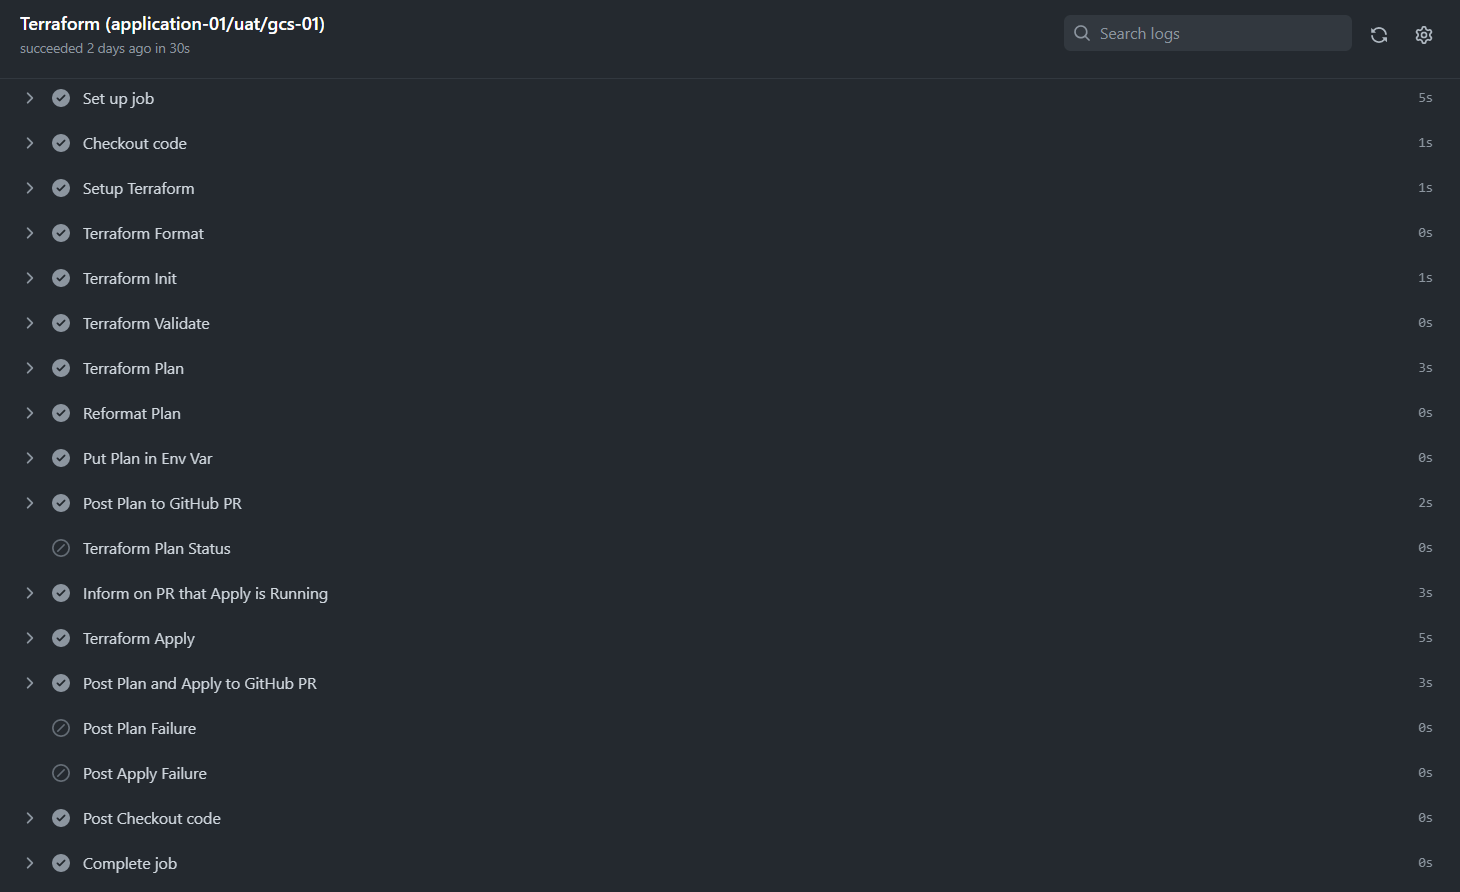 Terraform (application-01/uat/gcs-01)
succeeded 2 days ago in 30s
Search logs
Set up job 5s
Checkout code 1s
Setup Terraform 1s
Terraform Format 0s
Terraform Init 1s
Terraform Validate 0s
Terraform Plan 3s
Reformat Plan 0s
Put Plan in Env Var 0s
Post Plan to GitHub PR 2s
Terraform Plan Status 0s
Inform on PR that Apply is Running 3s
Terraform Apply 5s
Post Plan and Apply to GitHub PR 3s
Post Plan Failure 0s
Post Apply Failure 0s
Post Checkout code 0s
Complete job 0s